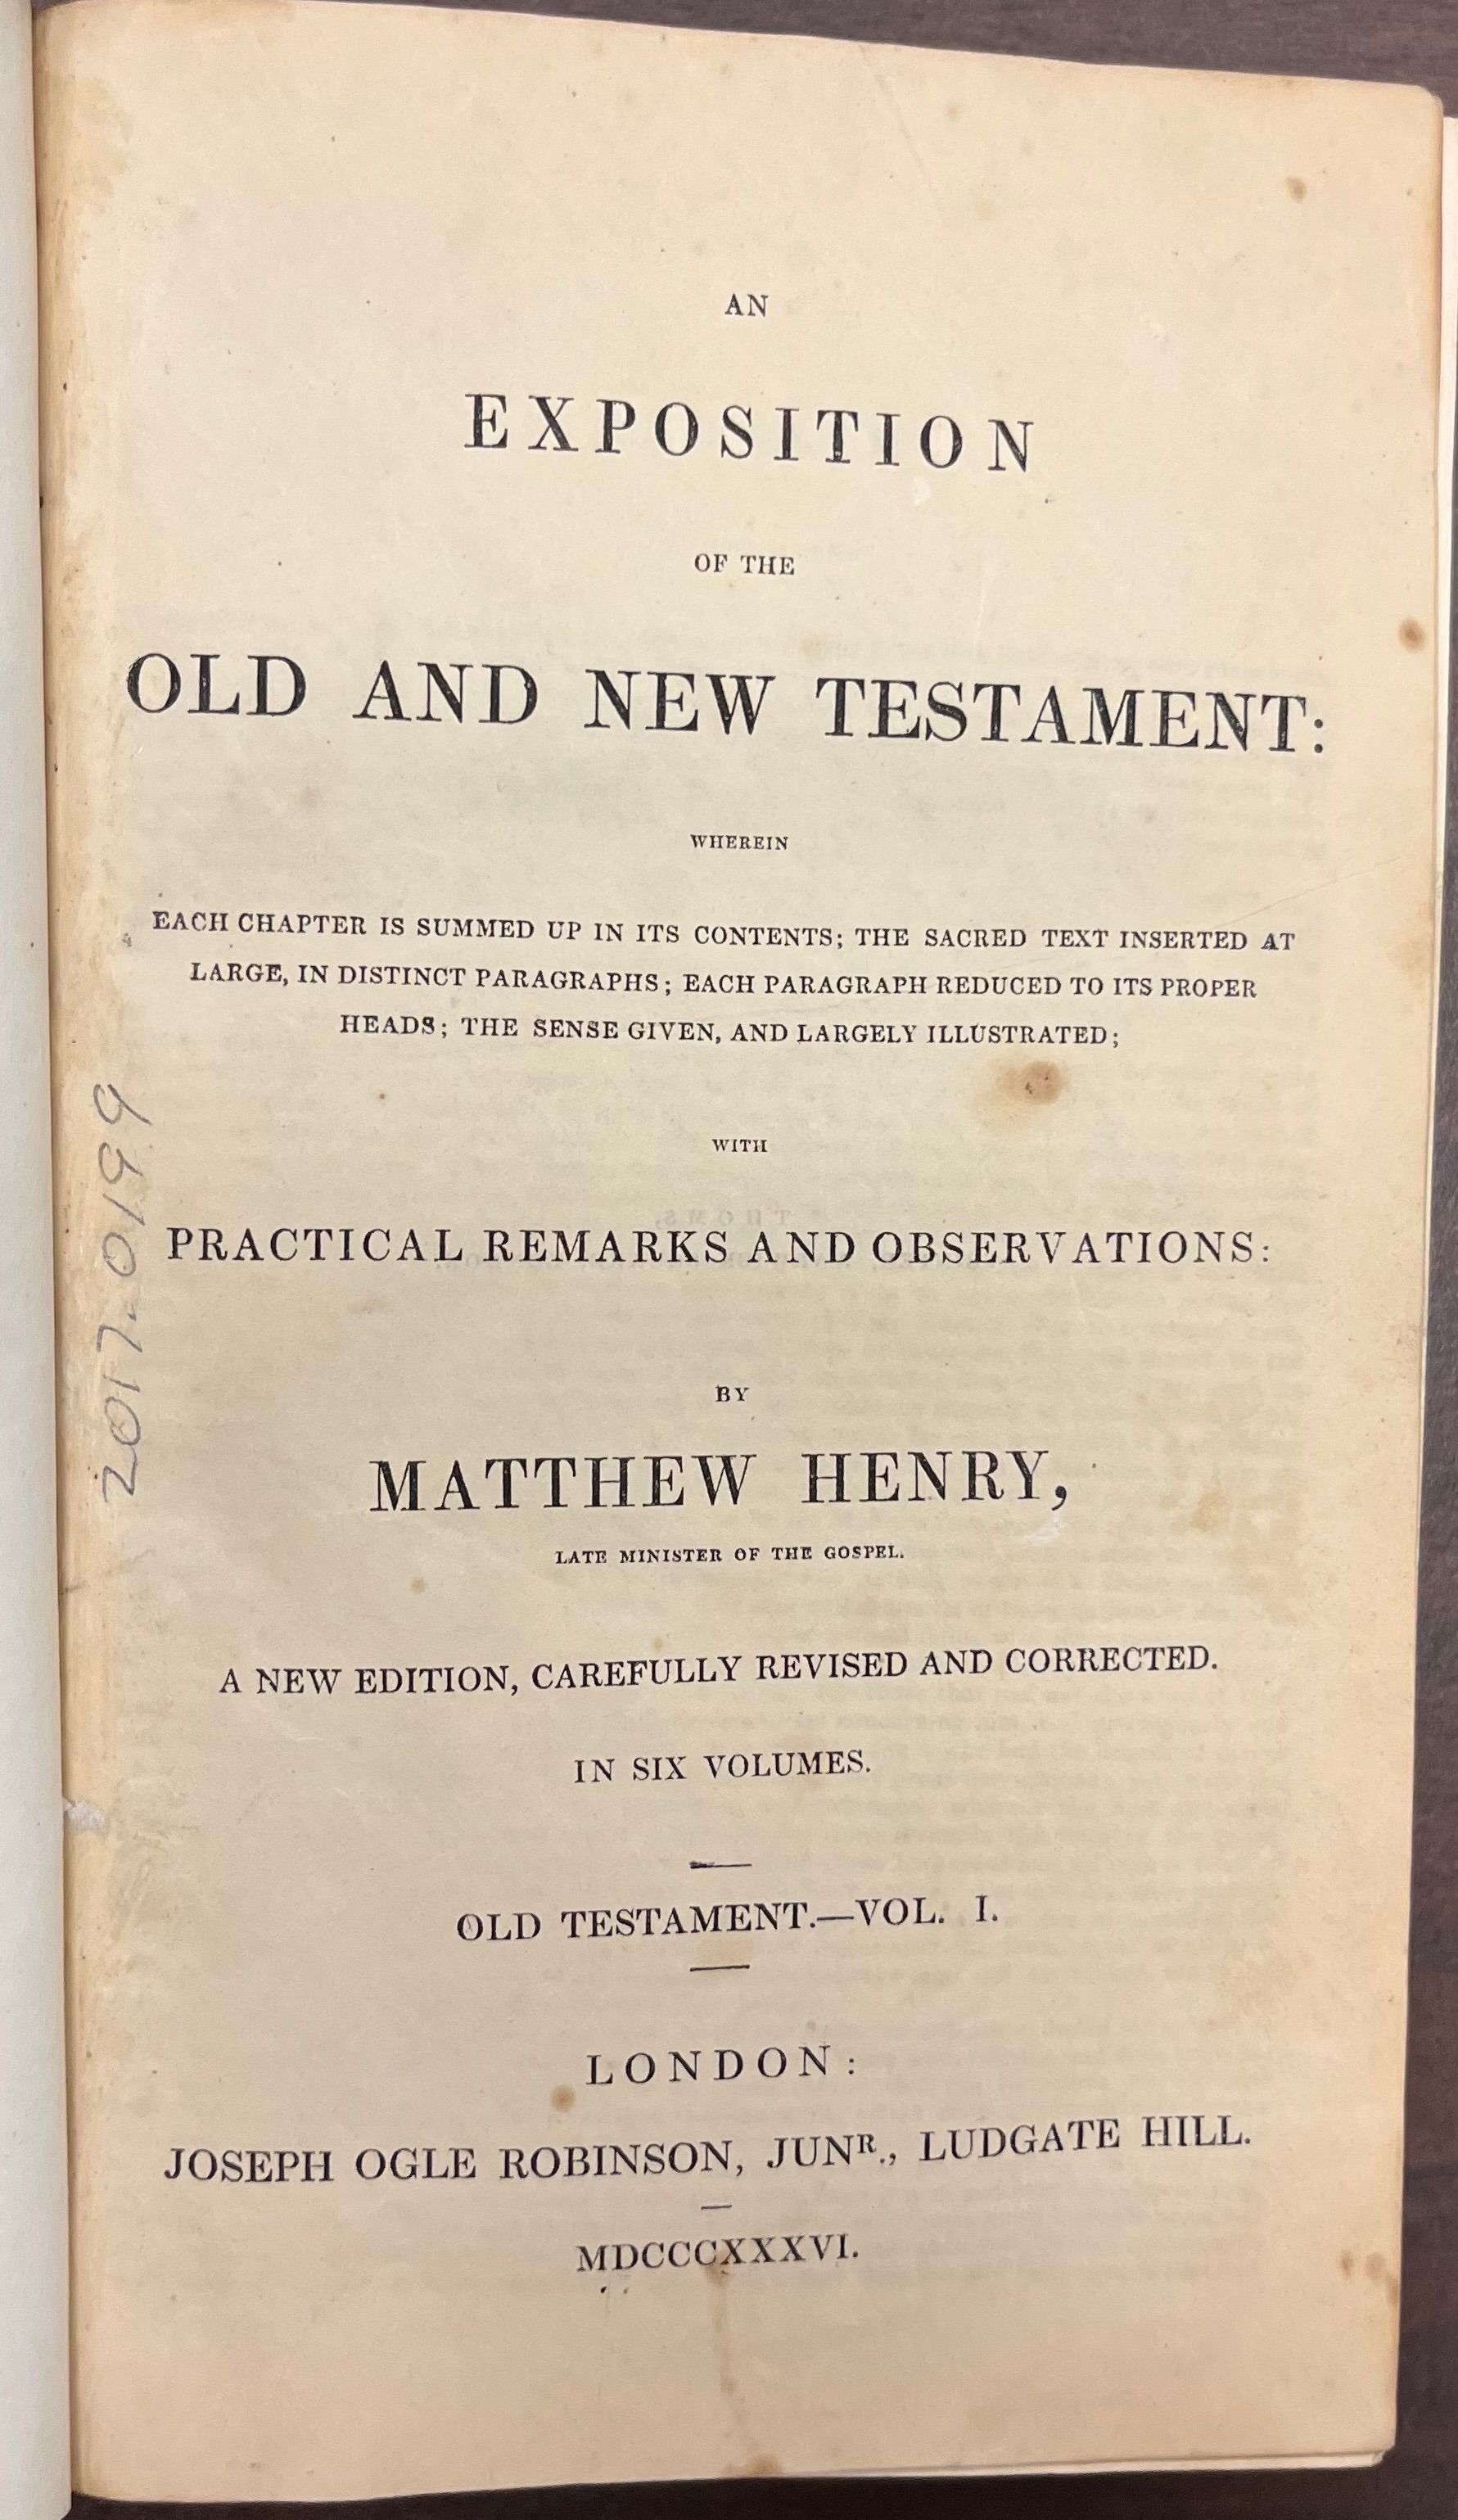 AN
EXPOSITION
OF THE
OLD AND NEW TESTAMENT:
WHEREIN
EACH CHAPTER IS SUMMED UP IN ITS CONTENTS; THE SACRED TEXT INSERTED AT
LARGE, IN DISTINCT PARAGRAPHS; EACH PARAGRAPH REDUCED TO ITS PROPER
HEADS; THE SENSE GIVEN, AND LARGELY ILLUSTRATED;
WITH
PRACTICAL REMARKS AND OBSERVATIONS:
BY
MATTHEW HENRY,
LATE MINISTER OF THE GOSPEL.
A NEW EDITION, CAREFULLY REVISED AND CORRECTED.
IN SIX VOLUMES.
OLD TESTAMENT.—VOL. I.
LONDON:
JOSEPH OGLE ROBINSON, JUNR., LUDGATE HILL.
MDCCCXXXVI.
2017-0199